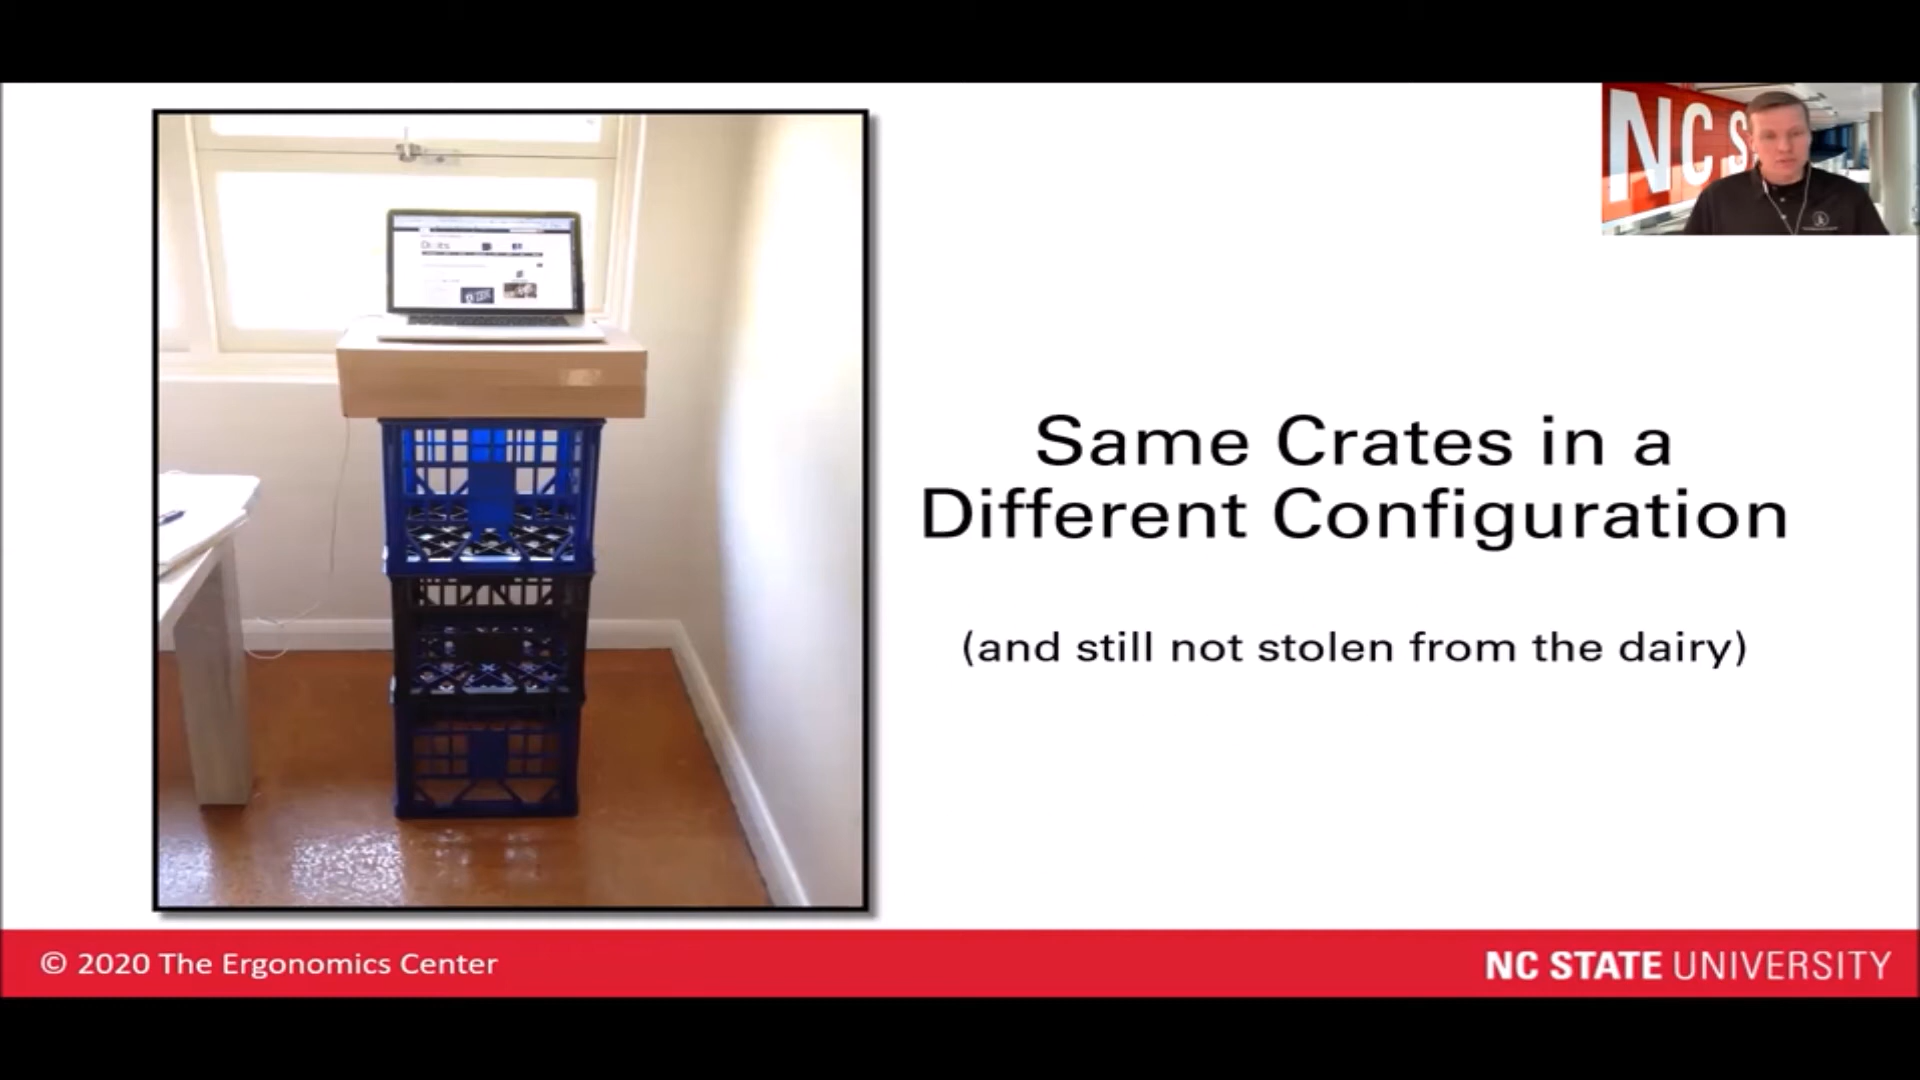 NC S
Same Crates in a
Different Configuration
(and still not stolen from the dairy)
© 2020 The Ergonomics Center
NC STATE UNIVERSITY